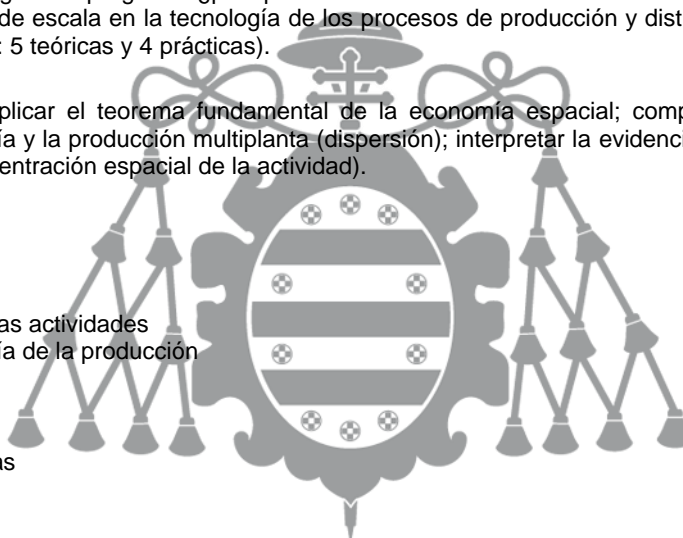 de escala en la tecnología de los procesos de producción y dist
: 5 teóricas y 4 prácticas).
plicar el teorema fundamental de la economía espacial; comp
ía y la producción multiplanta (dispersión); interpretar la evidenci
entración espacial de la actividad).
as actividades
ía de la producción
as